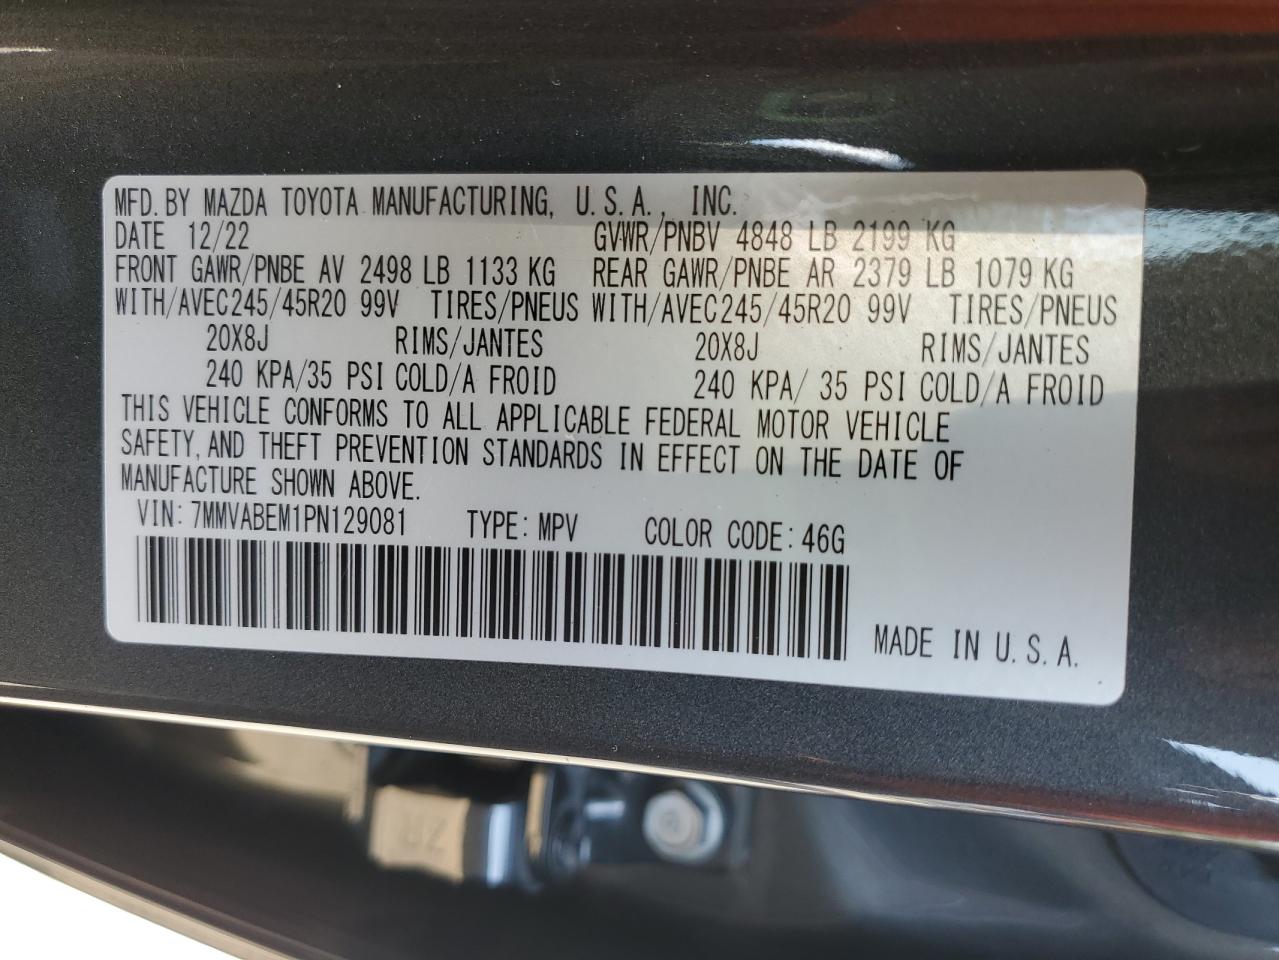 MFD. BY MAZDA TOYOTA MANUFACTURING, U.S.A., INC.
DATE 12/22 GVWR/PNBV 4848 LB 2199 KG
FRONT GAWR/PNBE AV 2498 LB 1133 KG REAR GAWR/PNBE AR 2379 LB 1079 KG
WITH/AVEC 245/45R20 99V TIRES/PNEUS WITH/AVEC 245/45R20 99V TIRES/PNEUS
20X8J RIMS/JANTES 20X8J RIMS/JANTES
240 KPA/35 PSI COLD/A FROID 240 KPA/ 35 PSI COLD/A FROID
THIS VEHICLE CONFORMS TO ALL APPLICABLE FEDERAL MOTOR VEHICLE
SAFETY, AND THEFT PREVENTION STANDARDS IN EFFECT ON THE DATE OF
MANUFACTURE SHOWN ABOVE.
VIN: 7MMVABEM1PN129081 TYPE: MPV COLOR CODE: 46G
MADE IN U.S.A.